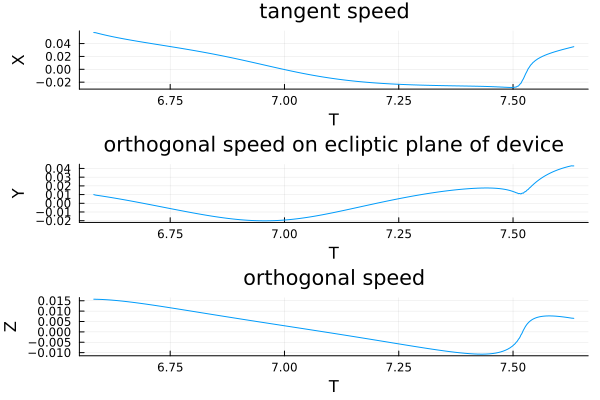 tangent speed
0.04
0.02
0.00
−0.02
X
6.75 7.00 7.25 7.50
T
orthogonal speed on ecliptic plane of device
0.04
0.03
0.02
0.01
0.00
−0.01
−0.02
Y
6.75 7.00 7.25 7.50
T
orthogonal speed
0.015
0.010
0.005
0.000
−0.005
−0.010
Z
6.75 7.00 7.25 7.50
T